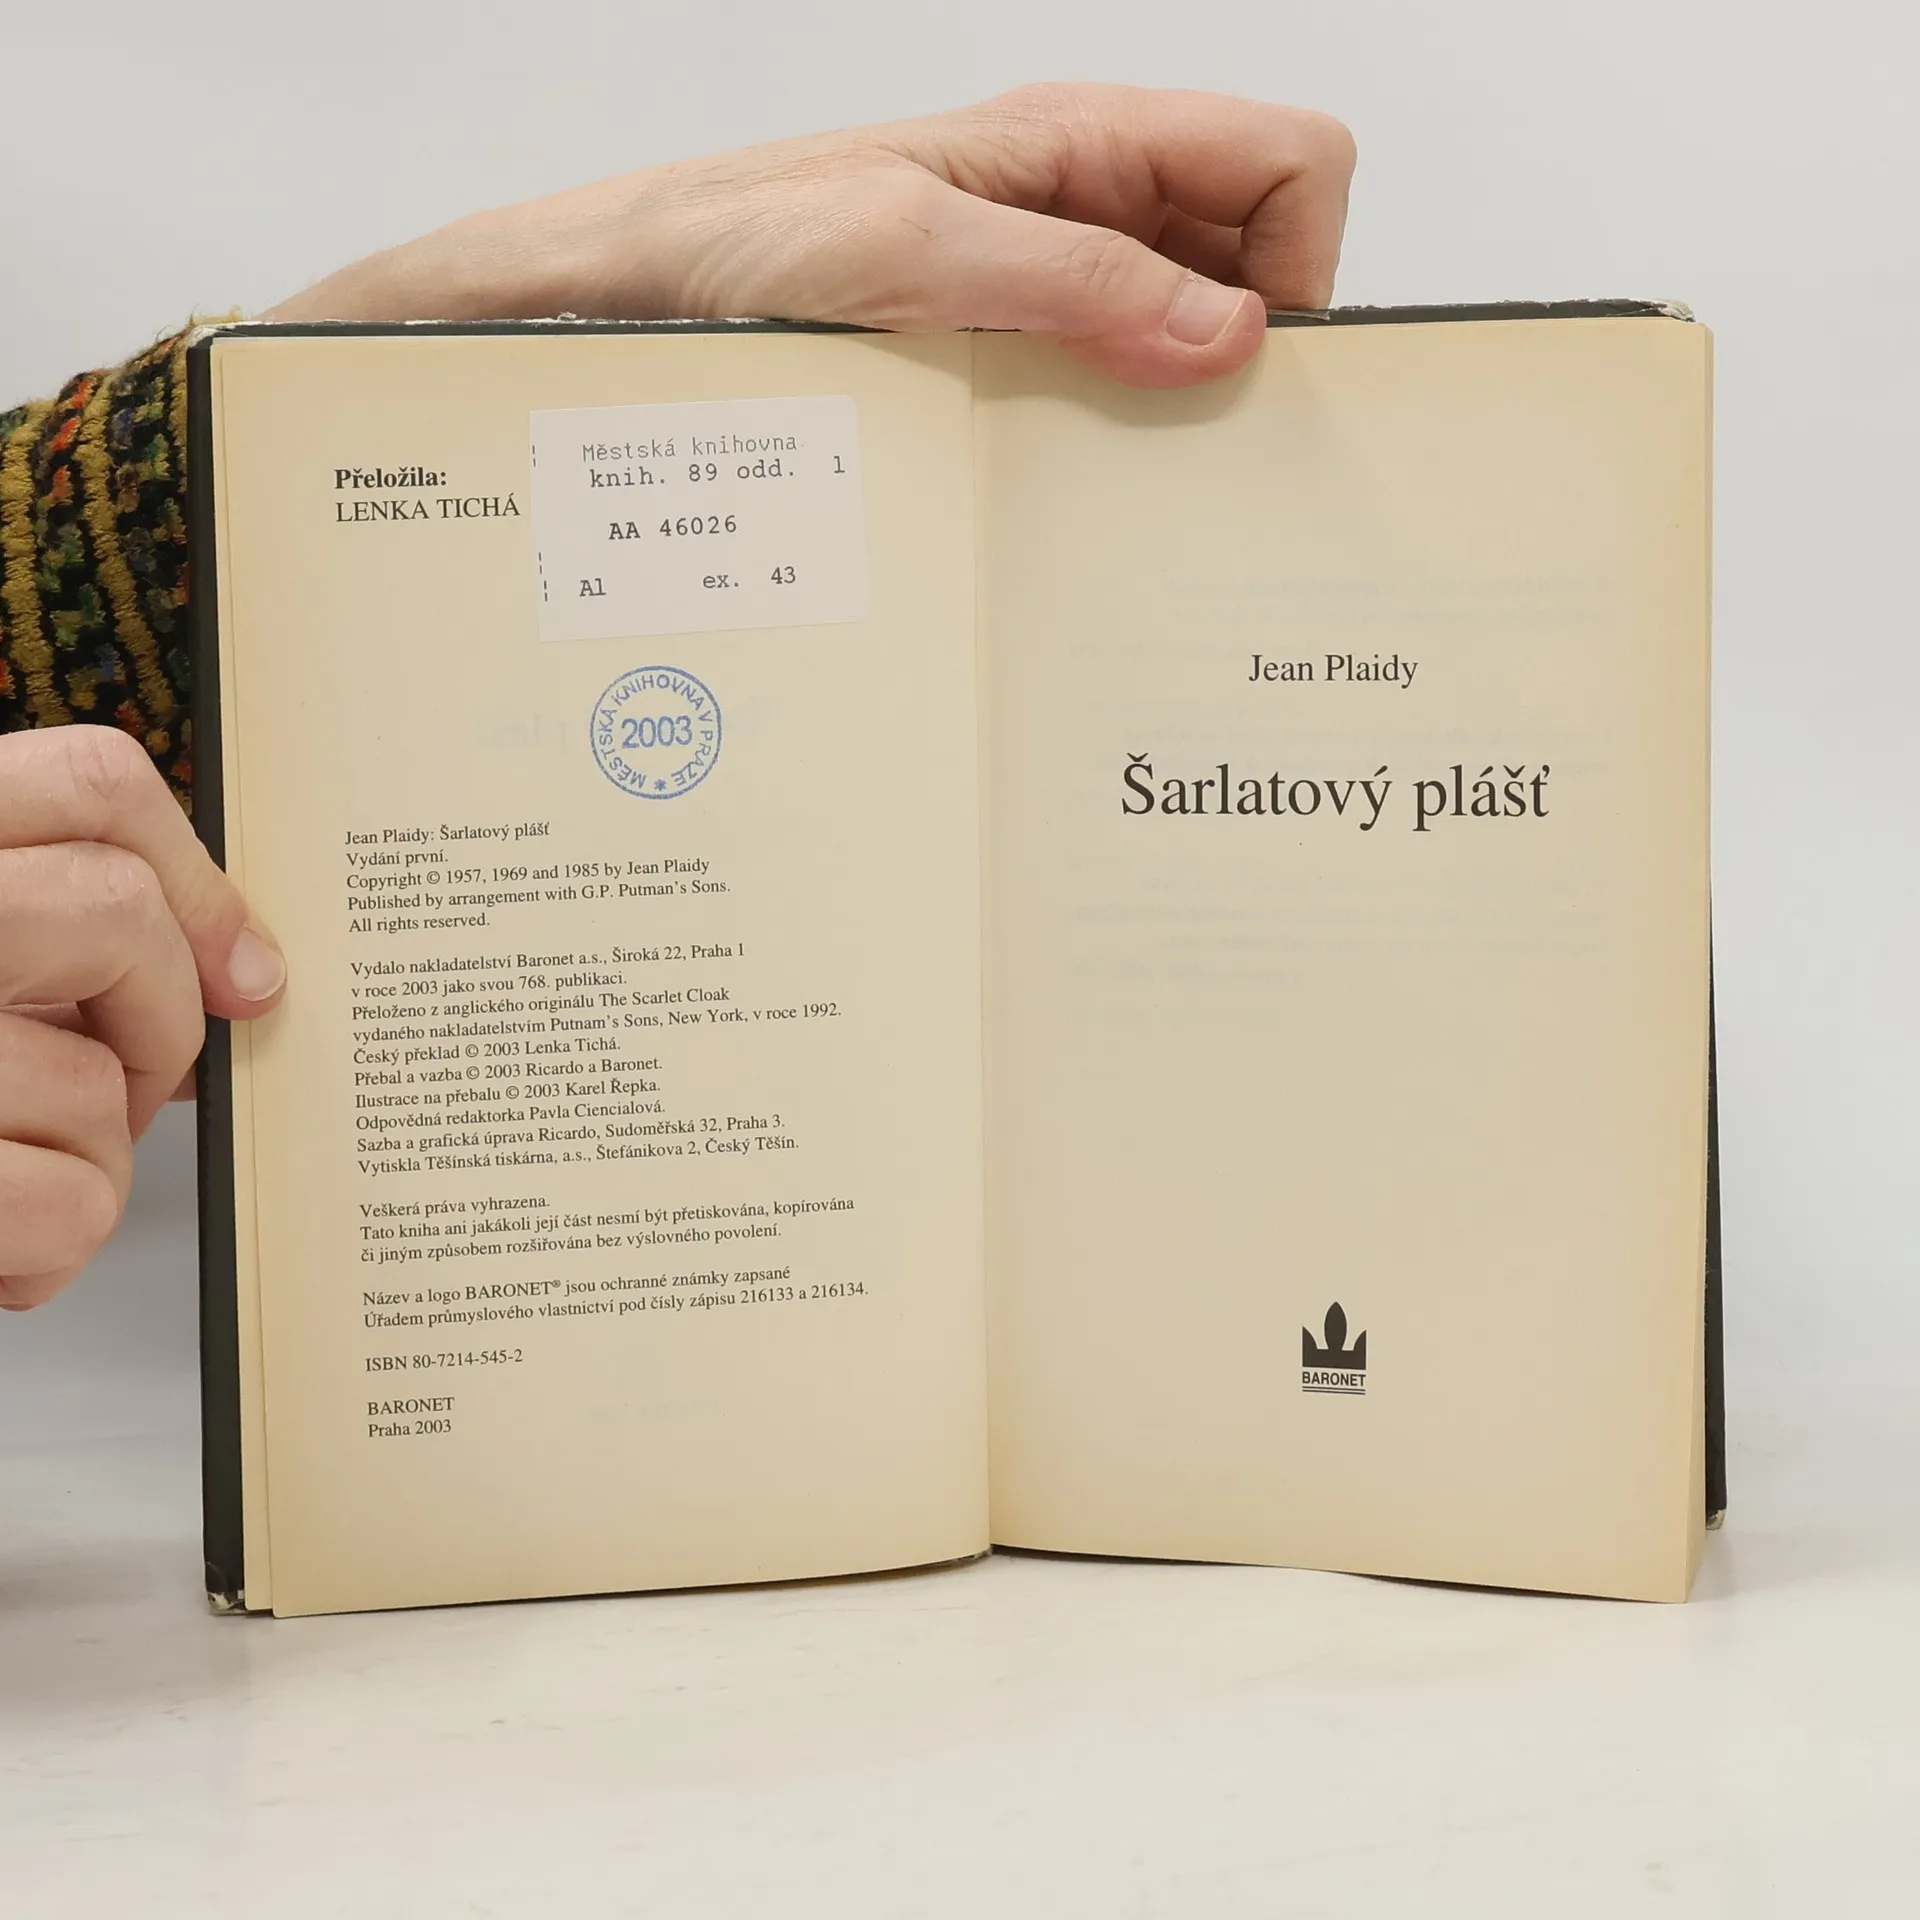 Přeložila:
LENKA TICHÁ
Městská knihovna
knih. 89 odd. 1
AA 46026
A1 ex. 43
MĚSTSKÁ KNIHOVNA V PRAZE *
2003
Jean Plaidy: Šarlatový plášť
Vydání první.
Copyright © 1957, 1969 and 1985 by Jean Plaidy
Published by arrangement with G.P. Putman's Sons.
All rights reserved.
Vydalo nakladatelství Baronet a.s., Široká 22, Praha 1
v roce 2003 jako svou 768. publikaci.
Přeloženo z anglického originálu The Scarlet Cloak
vydaného nakladatelstvím Putnam's Sons, New York, v roce 1992.
Český překlad © 2003 Lenka Tichá.
Přebal a vazba © 2003 Ricardo a Baronet.
Ilustrace na přebalu © 2003 Karel Řepka.
Odpovědná redaktorka Pavla Ciencialová.
Sazba a grafická úprava Ricardo, Sudoměřská 32, Praha 3.
Vytiskla Těšínská tiskárna, a.s., Štefánikova 2, Český Těšín.
Veškerá práva vyhrazena.
Tato kniha ani jakákoli její část nesmí být přetiskována, kopírována
či jiným způsobem rozšiřována bez výslovného povolení.
Název a logo BARONET® jsou ochranné známky zapsané
Úřadem průmyslového vlastnictví pod čísly zápisu 216133 a 216134.
ISBN 80-7214-545-2
BARONET
Praha 2003
Jean Plaidy
Šarlatový plášť
BARONET